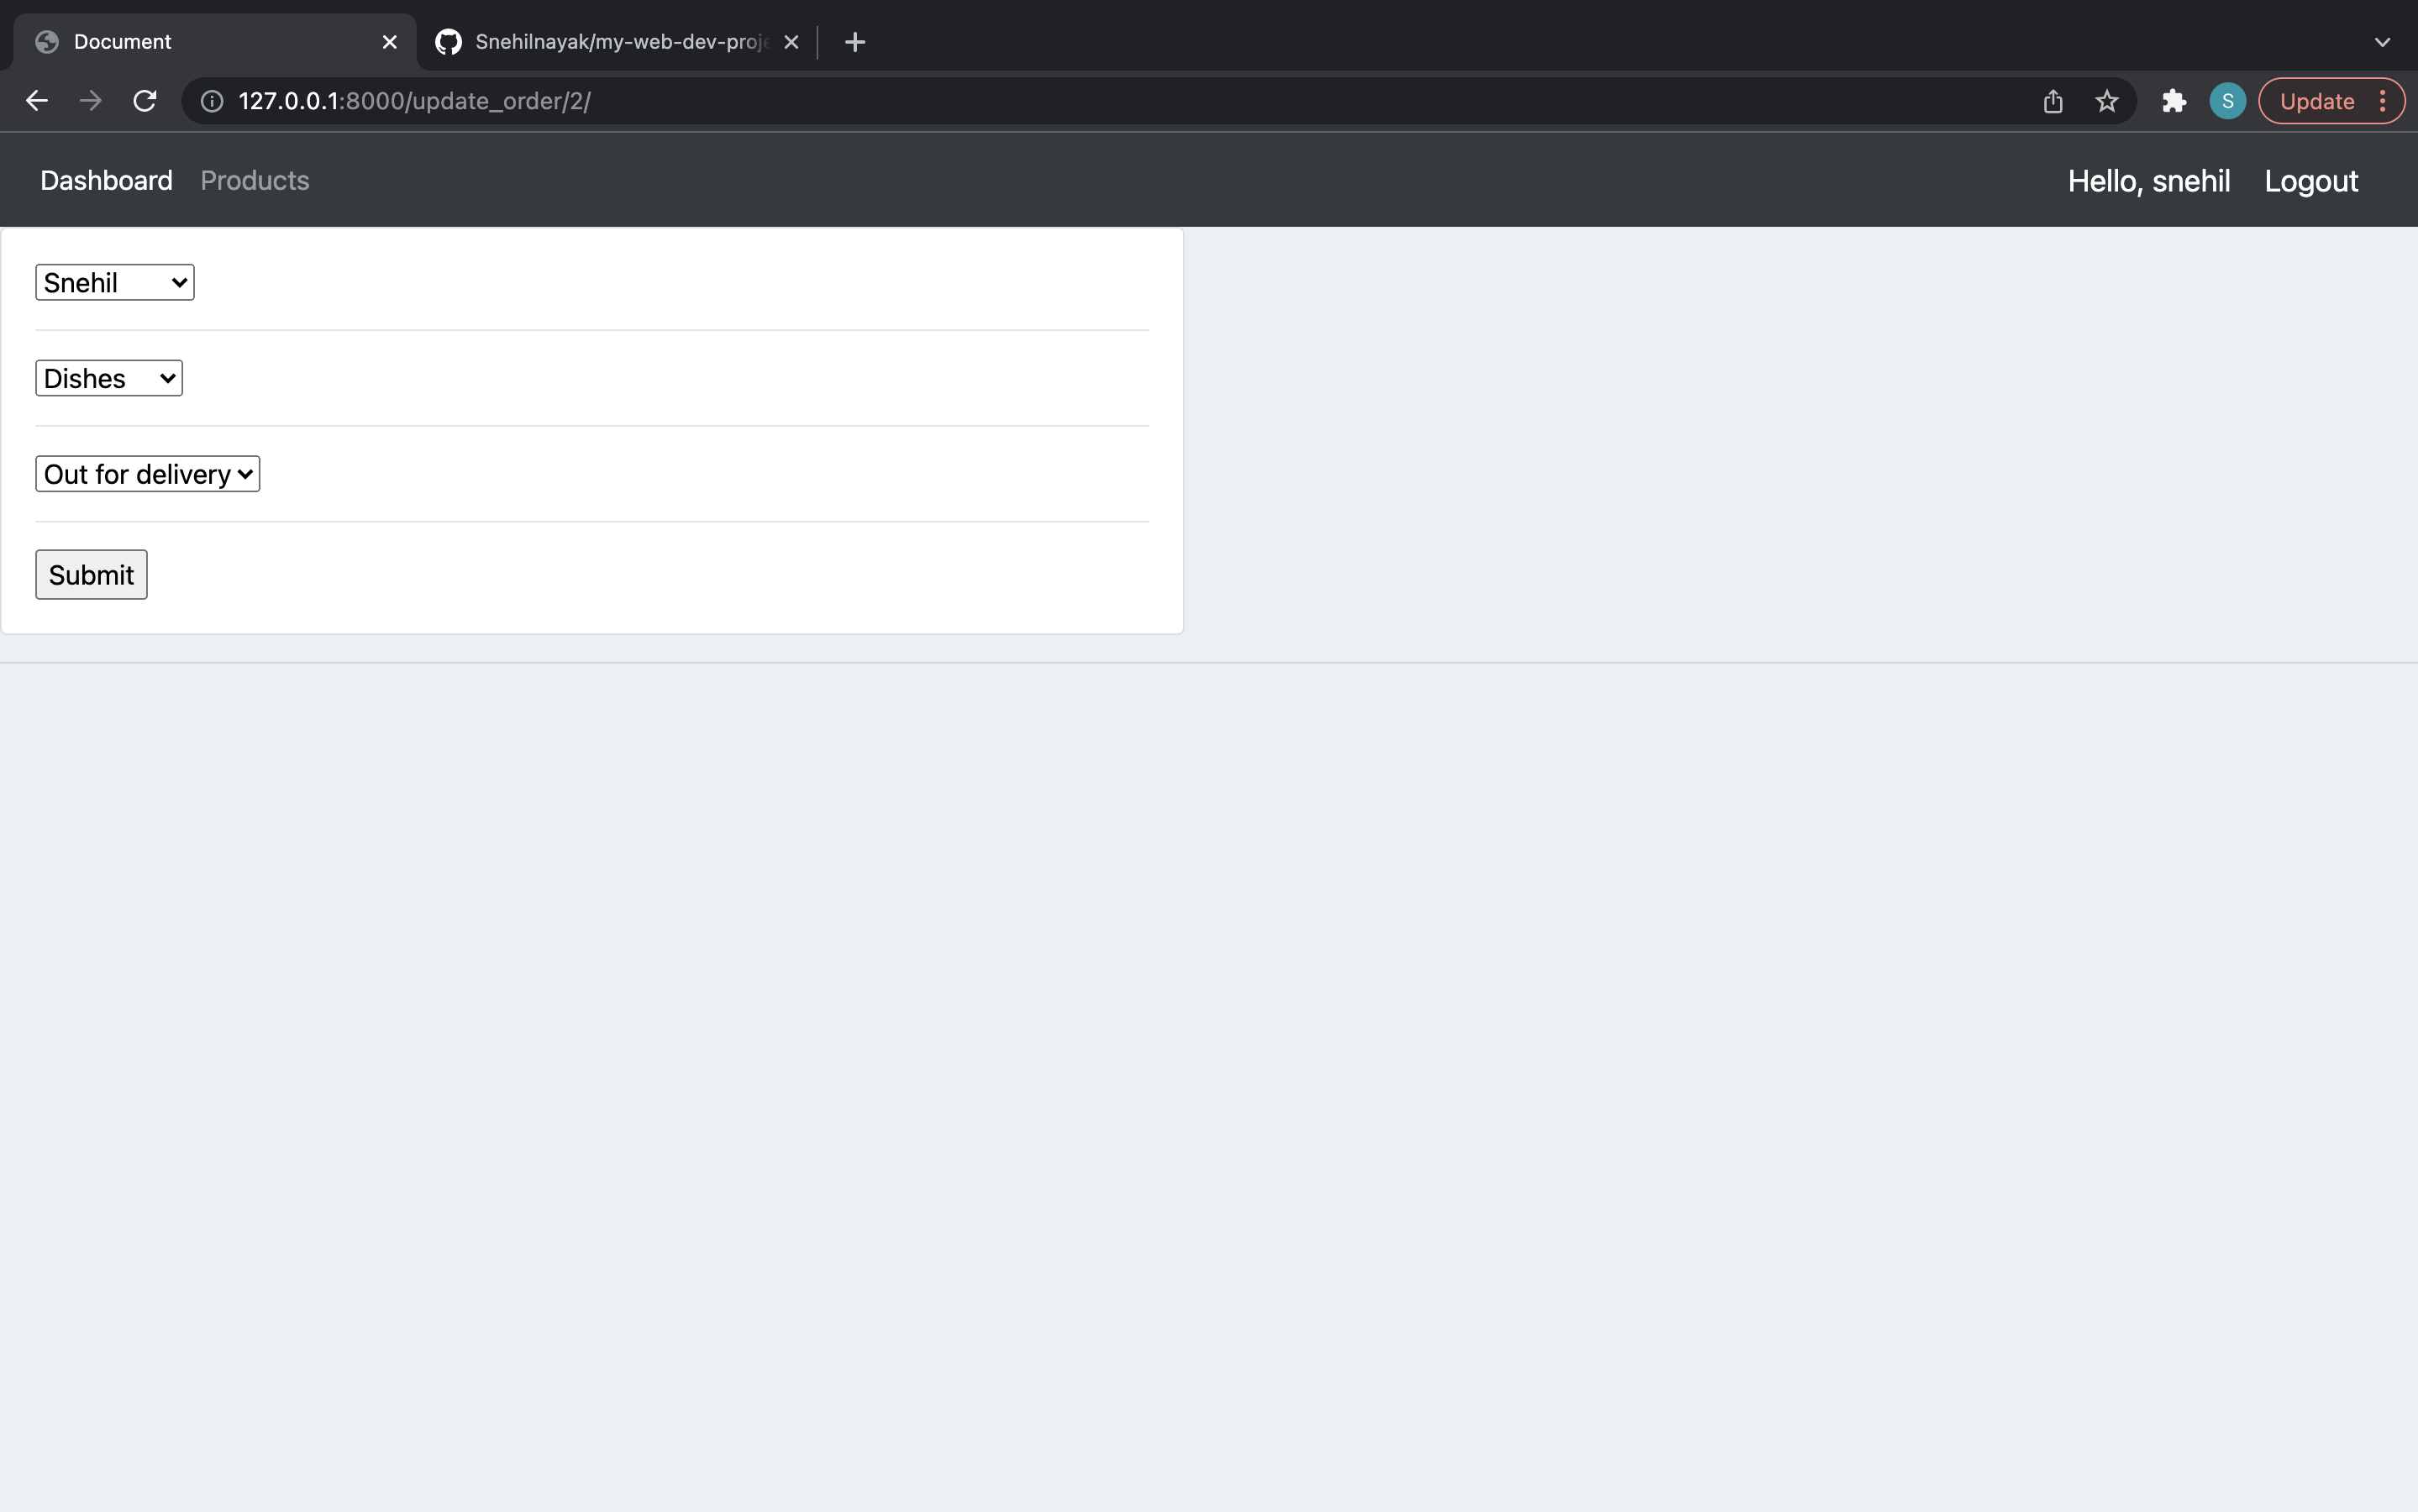 Document
Snehilnayak/my-web-dev-proje
127.0.0.1:8000/update_order/2/
S
Update
Dashboard Products
Hello, snehil Logout
Snehil
Dishes
Out for delivery
Submit